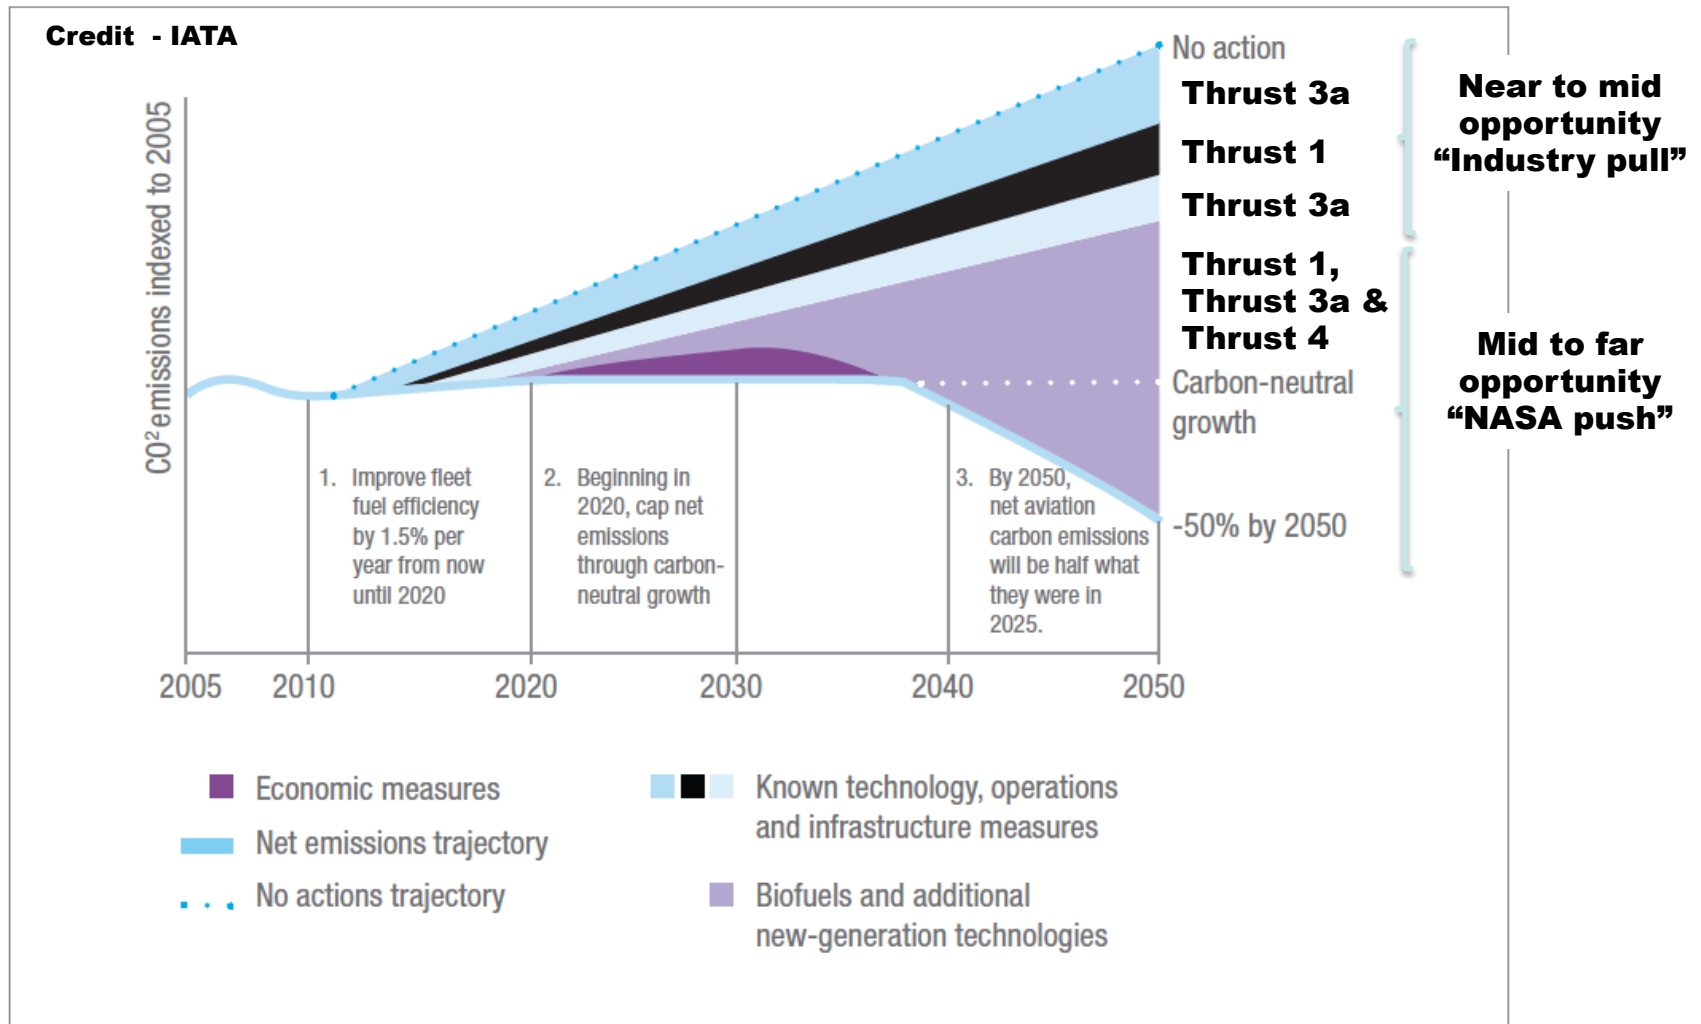 Credit - IATA
CO² emissions indexed to 2005
No action
Thrust 3a
Thrust 1
Thrust 3a
Thrust 1,
Thrust 3a &
Thrust 4
Carbon-neutral
growth
-50% by 2050
Near to mid
opportunity
“Industry pull”
Mid to far
opportunity
“NASA push”
1. Improve fleet
fuel efficiency
by 1.5% per
year from now
until 2020
2. Beginning in
2020, cap net
emissions
through carbon-
neutral growth
3. By 2050,
net aviation
carbon emissions
will be half what
they were in
2025.
2005 2010 2020 2030 2040 2050
Economic measures
Net emissions trajectory
No actions trajectory
Known technology, operations
and infrastructure measures
Biofuels and additional
new-generation technologies